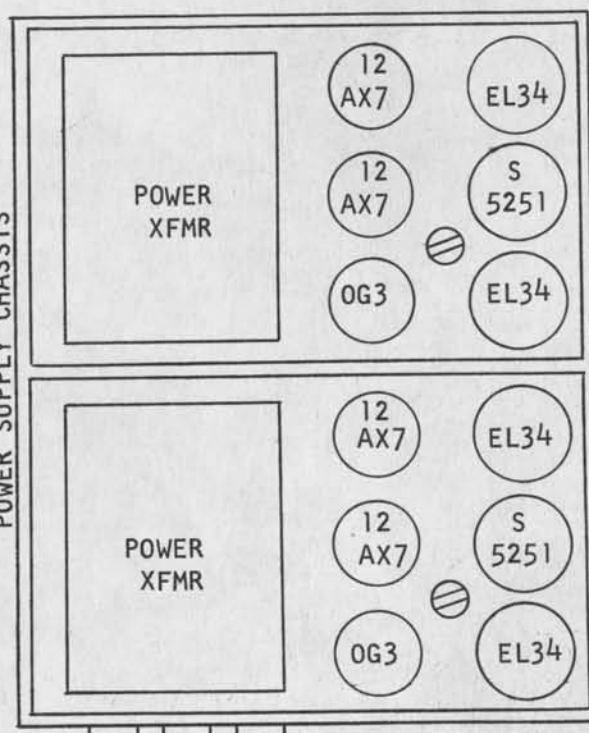 POWER SUPPLY CHASSIS
POWER
XFMR
12
AX7
EL34
12
AX7
S
5251
OG3
EL34
POWER
XFMR
12
AX7
EL34
12
AX7
S
5251
OG3
EL34